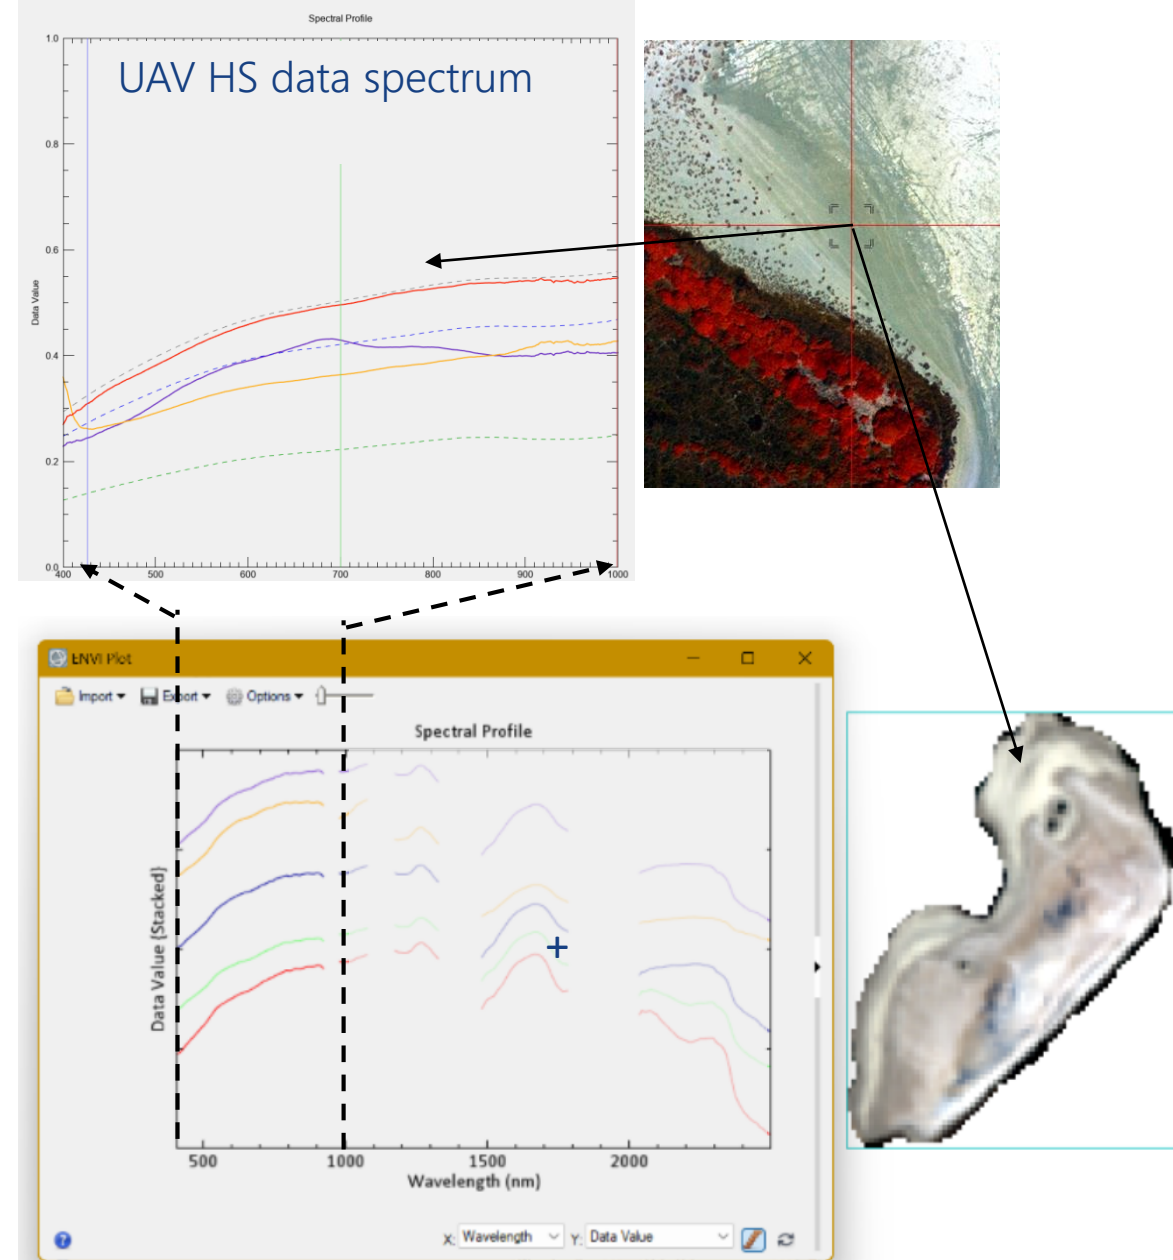 Spectral Profile
UAV HS data spectrum
1.0
0.8
0.6
0.4
0.2
0.0
Data Value
400 500 600 700 800 900 1000
ENVI Plot
Import Export Options
Spectral Profile
Data Value {Stacked}
+
500 1000 1500 2000
Wavelength (nm)
X: Wavelength Y: Data Value
?